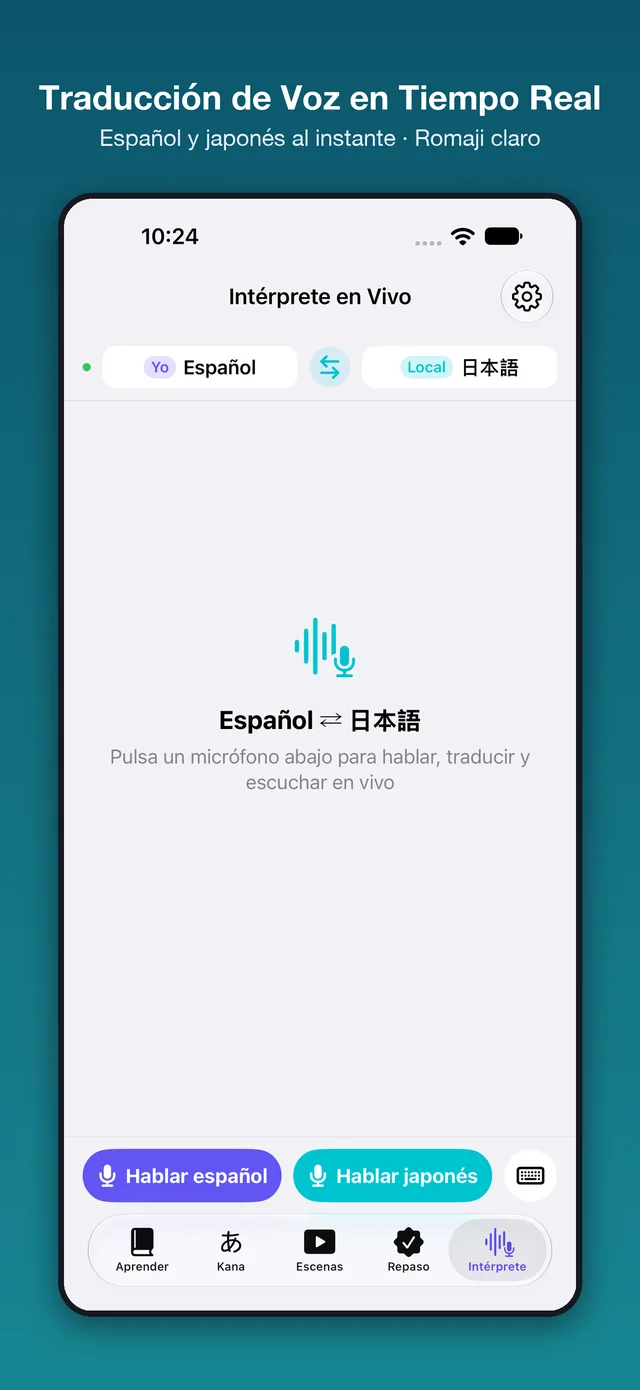 Traducción de Voz en Tiempo Real
Español y japonés al instante · Romaji claro
10:24
Intérprete en Vivo
Yo Español
Local 日本語
Español ⇄ 日本語
Pulsa un micrófono abajo para hablar, traducir y
escuchar en vivo
Hablar español
Hablar japonés
あ
Aprender
Kana
Escenas
Repaso
Intérprete